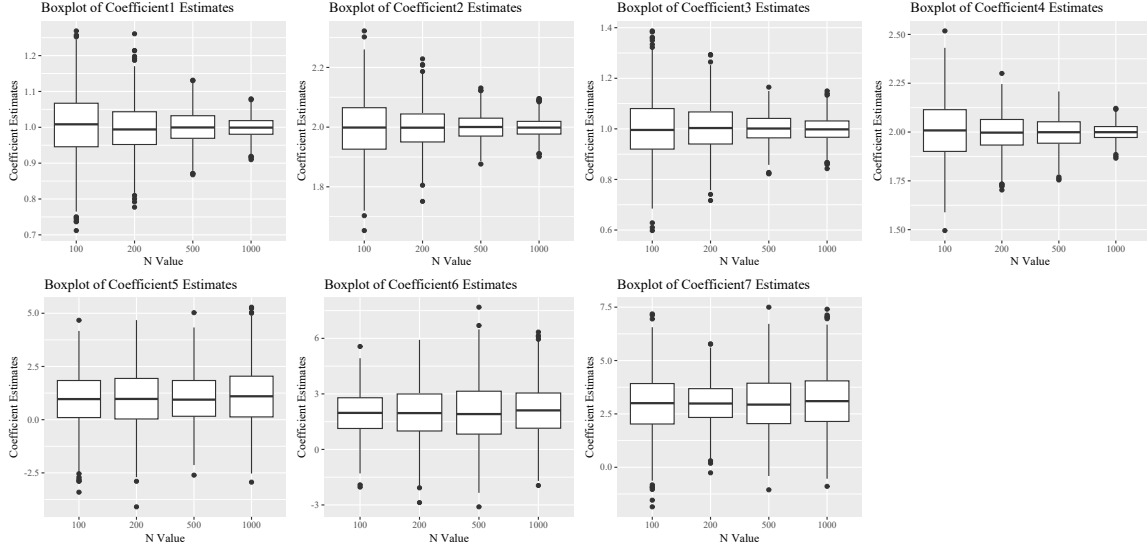 Boxplot of Coefficient1 Estimates
Coefficient Estimates
1.2
1.1
1.0
0.9
0.8
0.7
100 200 500 1000
N Value
Boxplot of Coefficient2 Estimates
Coefficient Estimates
2.2
2.0
1.8
100 200 500 1000
N Value
Boxplot of Coefficient3 Estimates
Coefficient Estimates
1.4
1.2
1.0
0.8
0.6
100 200 500 1000
N Value
Boxplot of Coefficient4 Estimates
Coefficient Estimates
2.50
2.25
2.00
1.75
1.50
100 200 500 1000
N Value
Boxplot of Coefficient5 Estimates
Coefficient Estimates
5.0
2.5
0.0
-2.5
100 200 500 1000
N Value
Boxplot of Coefficient6 Estimates
Coefficient Estimates
6
3
0
-3
100 200 500 1000
N Value
Boxplot of Coefficient7 Estimates
Coefficient Estimates
7.5
5.0
2.5
0.0
100 200 500 1000
N Value